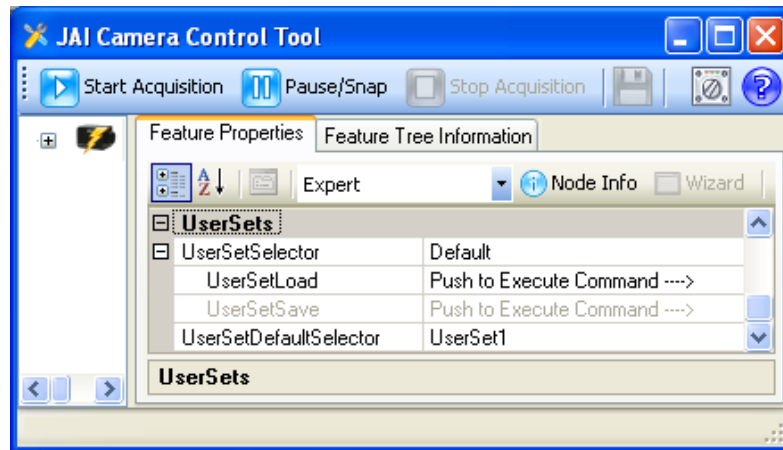 JAI Camera Control Tool
Start Acquisition Pause/Snap Stop Acquisition
Feature Properties Feature Tree Information
A Z Expert Node Info Wizard
UserSets
UserSetSelector Default
UserSetLoad Push to Execute Command ---->
UserSetSave Push to Execute Command ---->
UserSetDefaultSelector UserSet1
UserSets